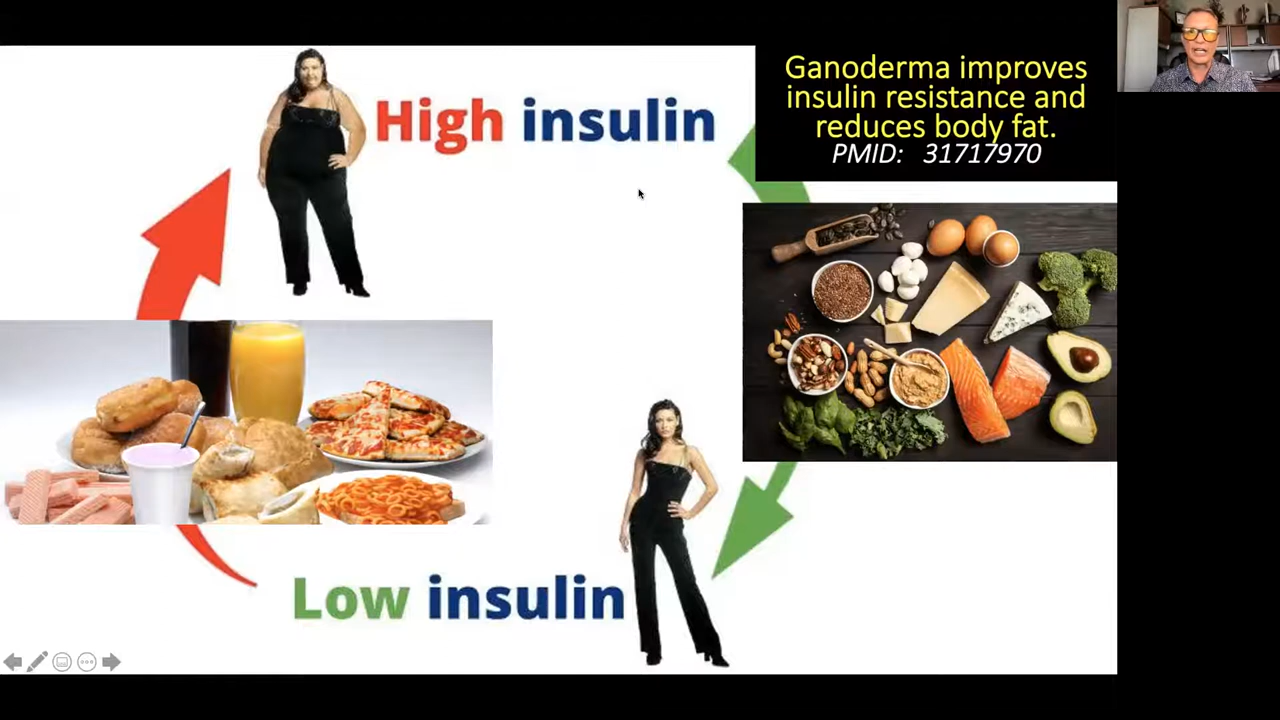 High insulin
Ganoderma improves
insulin resistance and
reduces body fat.
PMID: 31717970
Low insulin